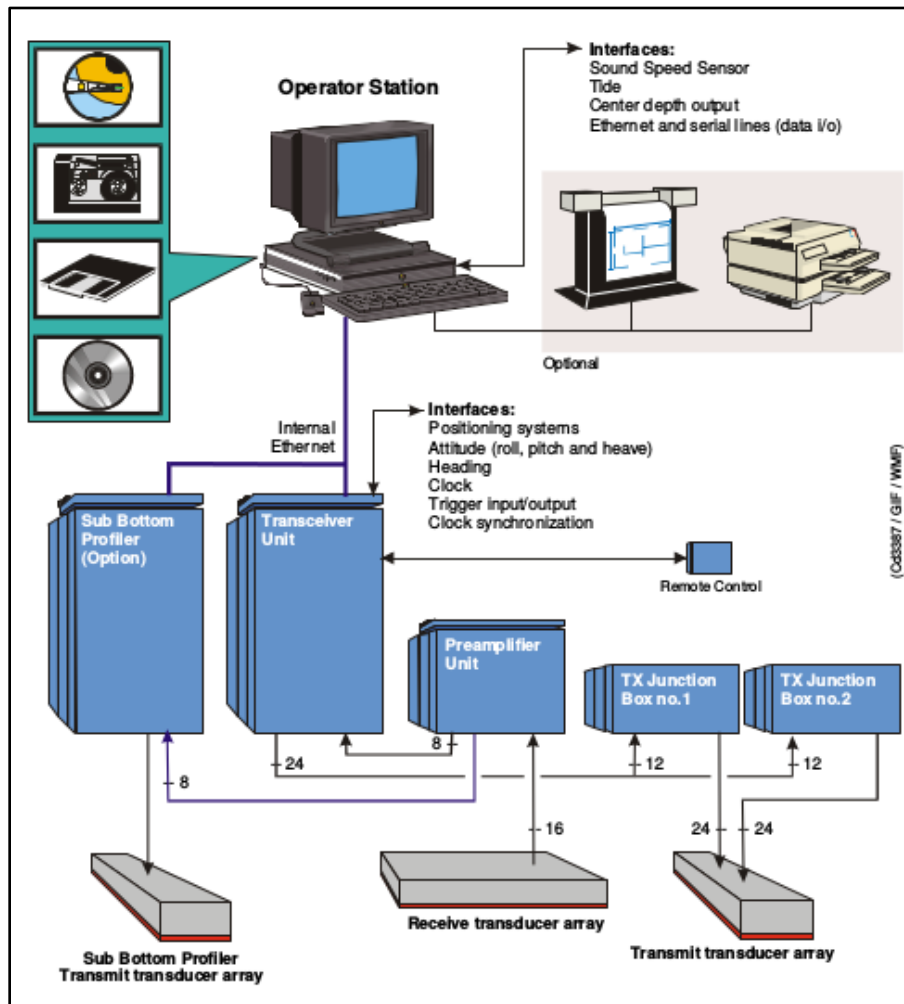 Operator Station
Interfaces:
Sound Speed Sensor
Tide
Center depth output
Ethernet and serial lines (data i/o)
Optional
Internal
Ethernet
Interfaces:
Positioning systems
Attitude (roll, pitch and heave)
Heading
Clock
Trigger input/output
Clock synchronization
(Cd3387 / GIF / WMF)
Sub Bottom
Profiler
(Option)
Transceiver
Unit
Remote Control
Preamplifier
Unit
TX Junction
Box no.1
TX Junction
Box no.2
8
24
8
12
12
16
24
24
Sub Bottom Profiler
Transmit transducer array
Receive transducer array
Transmit transducer array